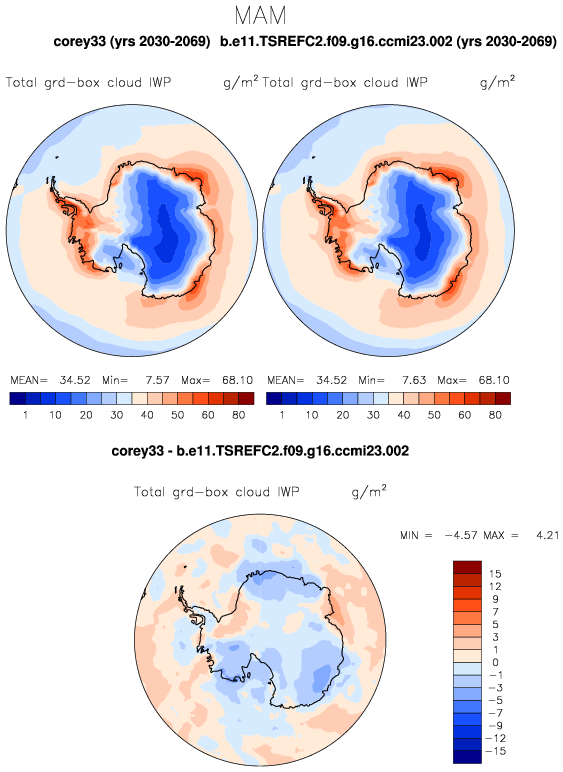 MAM
corey33 (yrs 2030-2069) b.e11.TSREFC2.f09.g16.ccmi23.002 (yrs 2030-2069)
Total grd-box cloud IWP g/m² Total grd-box cloud IWP g/m²
MEAN= 34.52 Min= 7.57 Max= 68.10 MEAN= 34.52 Min= 7.63 Max= 68.10
1 10 20 30 40 50 60 80 1 10 20 30 40 50 60 80
corey33 - b.e11.TSREFC2.f09.g16.ccmi23.002
Total grd-box cloud IWP g/m²
MIN = -4.57 MAX = 4.21
15
12
9
7
5
3
1
0
-1
-3
-5
-7
-9
-12
-15